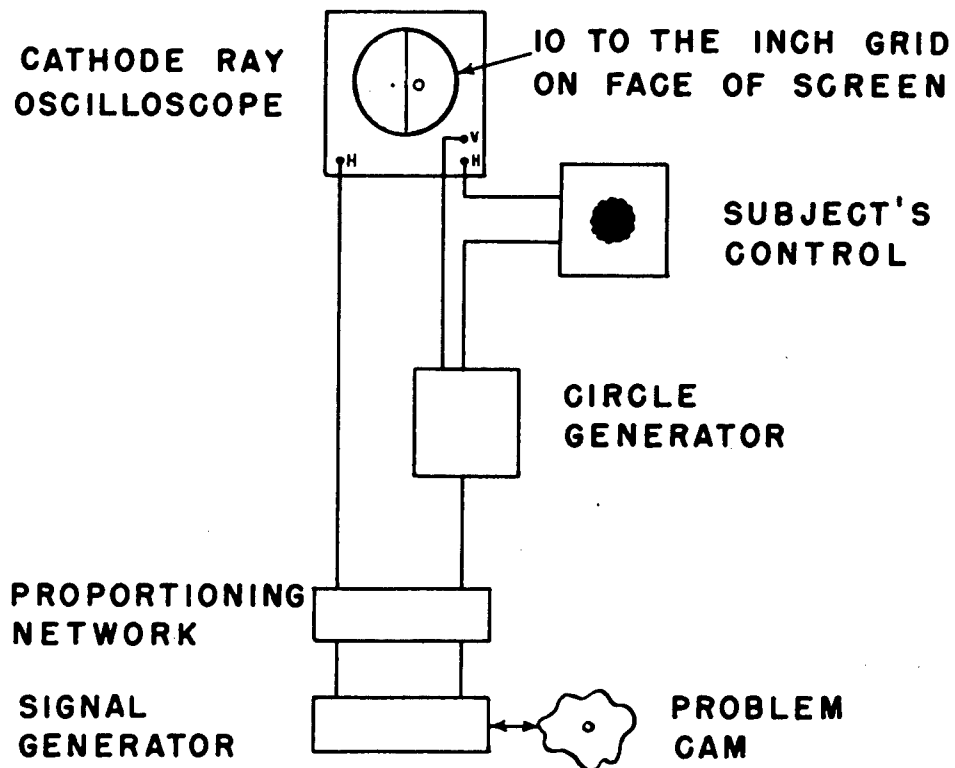 CATHODE RAY
OSCILLOSCOPE
10 TO THE INCH GRID
ON FACE OF SCREEN
V
H
H
SUBJECT'S
CONTROL
CIRCLE
GENERATOR
PROPORTIONING
NETWORK
SIGNAL
GENERATOR
PROBLEM
CAM